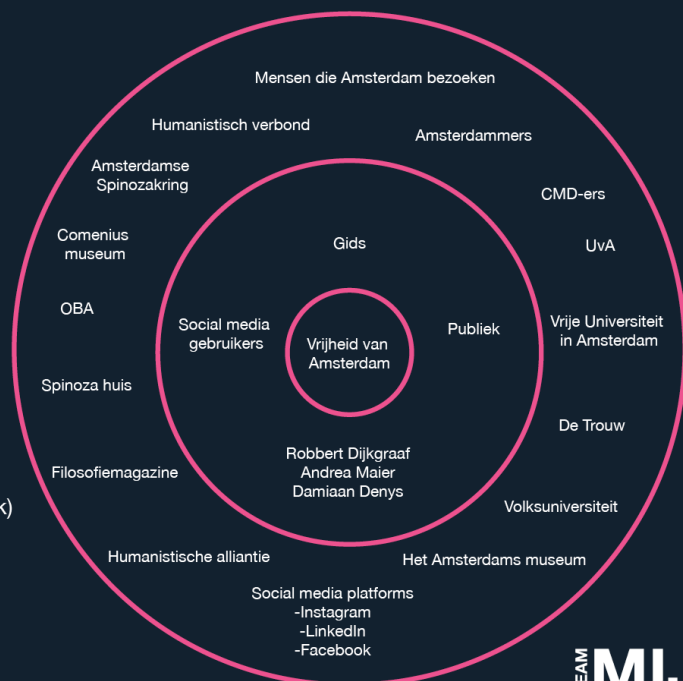 Mensen die Amsterdam bezoeken
Humanistisch verbond
Amsterdammers
Amsterdamse
Spinozakring
CMD-ers
Comenius
museum
Gids
UvA
OBA
Social media
gebruikers
Vrijheid van
Amsterdam
Publiek
Vrije Universiteit
in Amsterdam
Spinoza huis
De Trouw
Robbert Dijkgraaf
Andrea Maier
Damiaan Denys
Filosofiemagazine
k)
Volksuniversiteit
Humanistische alliantie
Het Amsterdams museum
Social media platforms
-Instagram
-LinkedIn
-Facebook